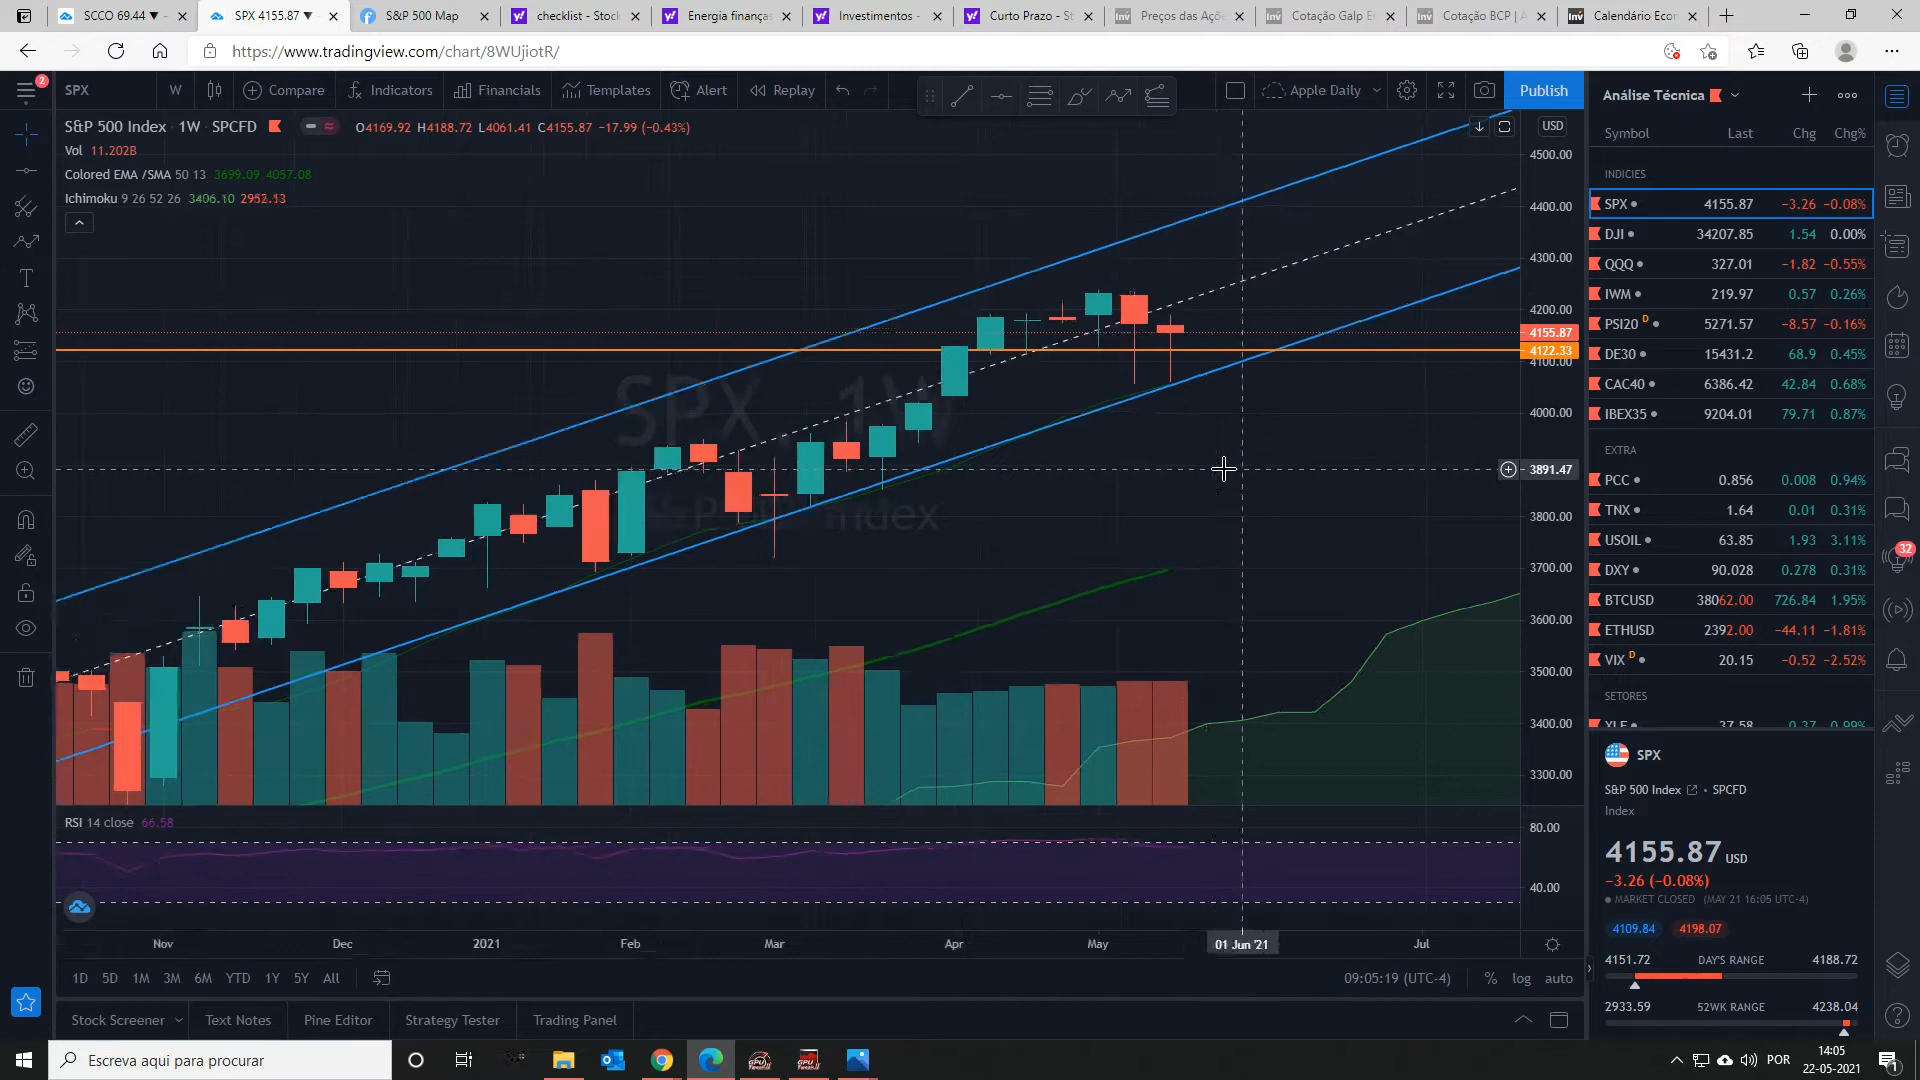 SCCO 69.44 ▼
SPX 4155.87 ▼
S&P 500 Map
checklist - Stock
Energia finanças
Investimentos -
Curto Prazo - St
Preços das Açõe
Cotação Galp E
Cotação BCP | A
Calendário Econ
https://www.tradingview.com/chart/8WUjiotR/
2
SPX
W
Compare
Indicators
Financials
Templates
Alert
Replay
Apple Daily
Publish
S&P 500 Index · 1W · SPCFD
O4169.92 H4188.72 L4061.41 C4155.87 −17.99 (−0.43%)
Vol 11.202B
Colored EMA /SMA 50 13 3699.09 4057.08
Ichimoku 9 26 52 26 3406.10 2952.13
USD
SPX, 1W
S&P 500 Index
4500.00
4400.00
4300.00
4200.00
4155.87
4122.33
4100.00
4000.00
3891.47
3800.00
3700.00
3600.00
3500.00
3400.00
3300.00
RSI 14 close 66.58
80.00
40.00
Nov
Dec
2021
Feb
Mar
Apr
May
01 Jun '21
Jul
1D
5D
1M
3M
6M
YTD
1Y
5Y
All
09:05:19 (UTC-4)
%
log
auto
Stock Screener
Text Notes
Pine Editor
Strategy Tester
Trading Panel
Análise Técnica
Symbol Last Chg Chg%
INDICIES
SPX 4155.87 −3.26 −0.08%
DJI 34207.85 1.54 0.00%
QQQ 327.01 −1.82 −0.55%
IWM 219.97 0.57 0.26%
PSI20 D 5271.57 −8.57 −0.16%
DE30 15431.2 68.9 0.45%
CAC40 6386.42 42.84 0.68%
IBEX35 9204.01 79.71 0.87%
EXTRA
PCC 0.856 0.008 0.94%
TNX 1.64 0.01 0.31%
USOIL 63.85 1.93 3.11%
DXY 90.028 0.278 0.31%
BTCUSD 38062.00 726.84 1.95%
ETHUSD 2392.00 −44.11 −1.81%
VIX D 20.15 −0.52 −2.52%
SETORES
XLE 37.58 0.37 0.99%
32
SPX
S&P 500 Index • SPCFD
Index
4155.87 USD
−3.26 (−0.08%)
MARKET CLOSED (MAY 21 16:05 UTC-4)
4109.84 4198.07
4151.72 DAY'S RANGE 4188.72
2933.59 52WK RANGE 4238.04
Escreva aqui para procurar
POR
14:05
22-05-2021
1